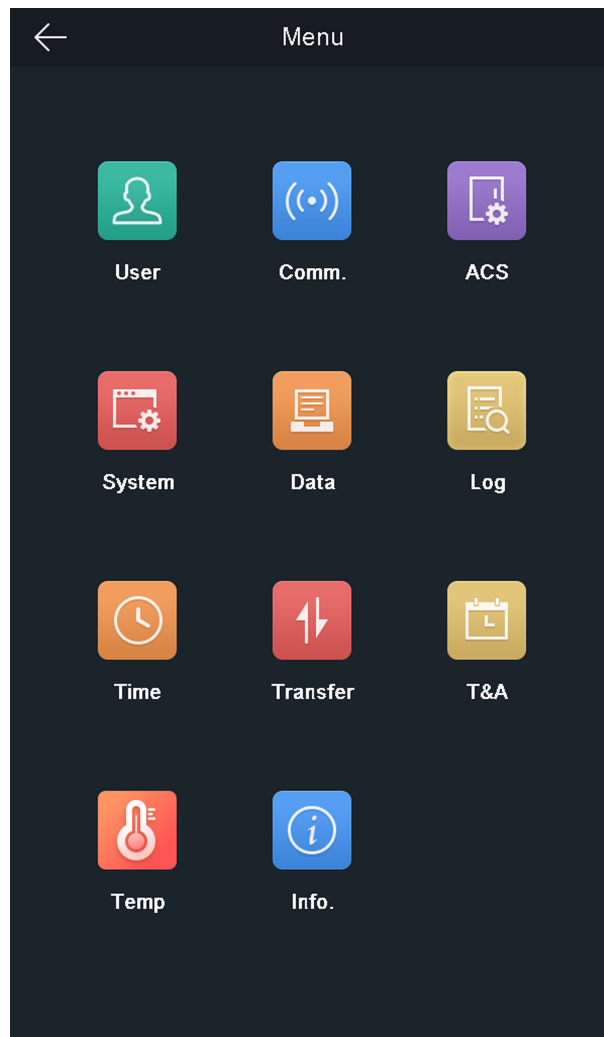 Menu
User Comm. ACS
System Data Log
Time Transfer T&A
Temp Info.